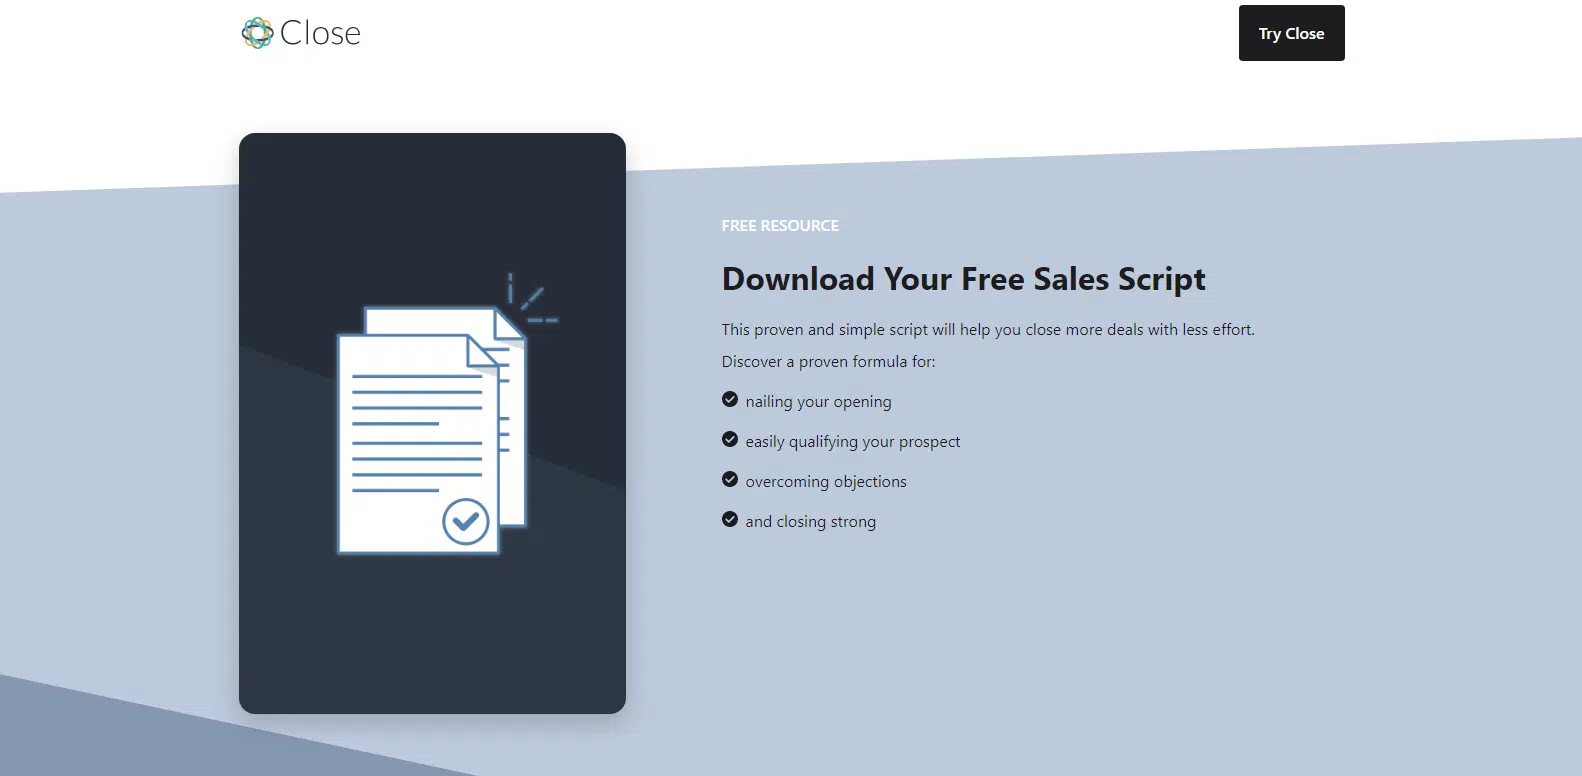 Close
Try Close
FREE RESOURCE
Download Your Free Sales Script
This proven and simple script will help you close more deals with less effort.
Discover a proven formula for:
nailing your opening
easily qualifying your prospect
overcoming objections
and closing strong